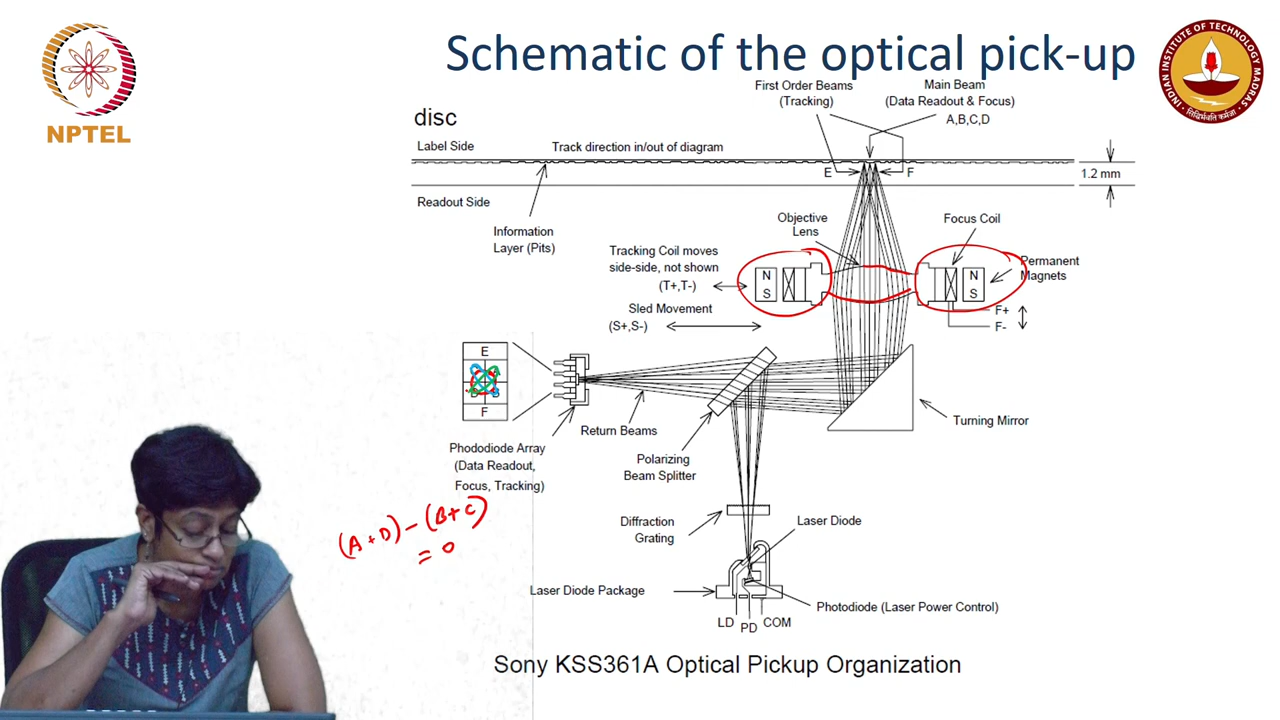 Schematic of the optical pick-up
NPTEL
INDIAN INSTITUTE OF TECHNOLOGY MADRAS
सिद्धिर्भवति कर्मजा
disc
First Order Beams
(Tracking)
Main Beam
(Data Readout & Focus)
A,B,C,D
Label Side
Track direction in/out of diagram
E
F
1.2 mm
Readout Side
Information
Layer (Pits)
Objective
Lens
Focus Coil
Tracking Coil moves
side-side, not shown
(T+,T-)
N
S
N
S
Permanent
Magnets
Sled Movement
(S+,S-)
F+
F-
E
F
Return Beams
Turning Mirror
Phododiode Array
(Data Readout,
Focus, Tracking)
Polarizing
Beam Splitter
(A+D)-(B+C)
=0
Diffraction
Grating
Laser Diode
Laser Diode Package
Photodiode (Laser Power Control)
LD
PD
COM
Sony KSS361A Optical Pickup Organization